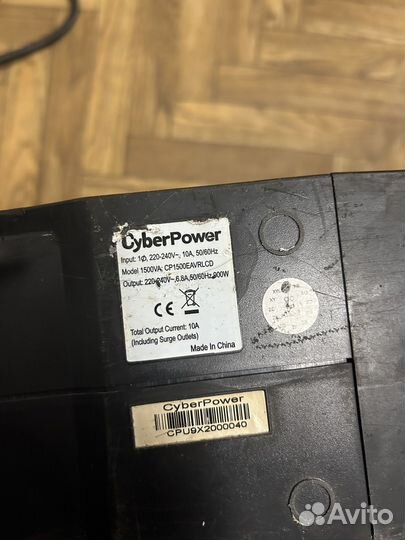 CyberPower
Input: 1Φ, 220-240V~, 10A, 50/60Hz
Model 1500VA; CP1500EAVRLCD
Output: 220-240V~, 6.8A,50/60Hz,900W
CE
Total Output Current: 10A
(Including Surge Outlets)
Made In China
CyberPower
CPU9X2000040
Avito